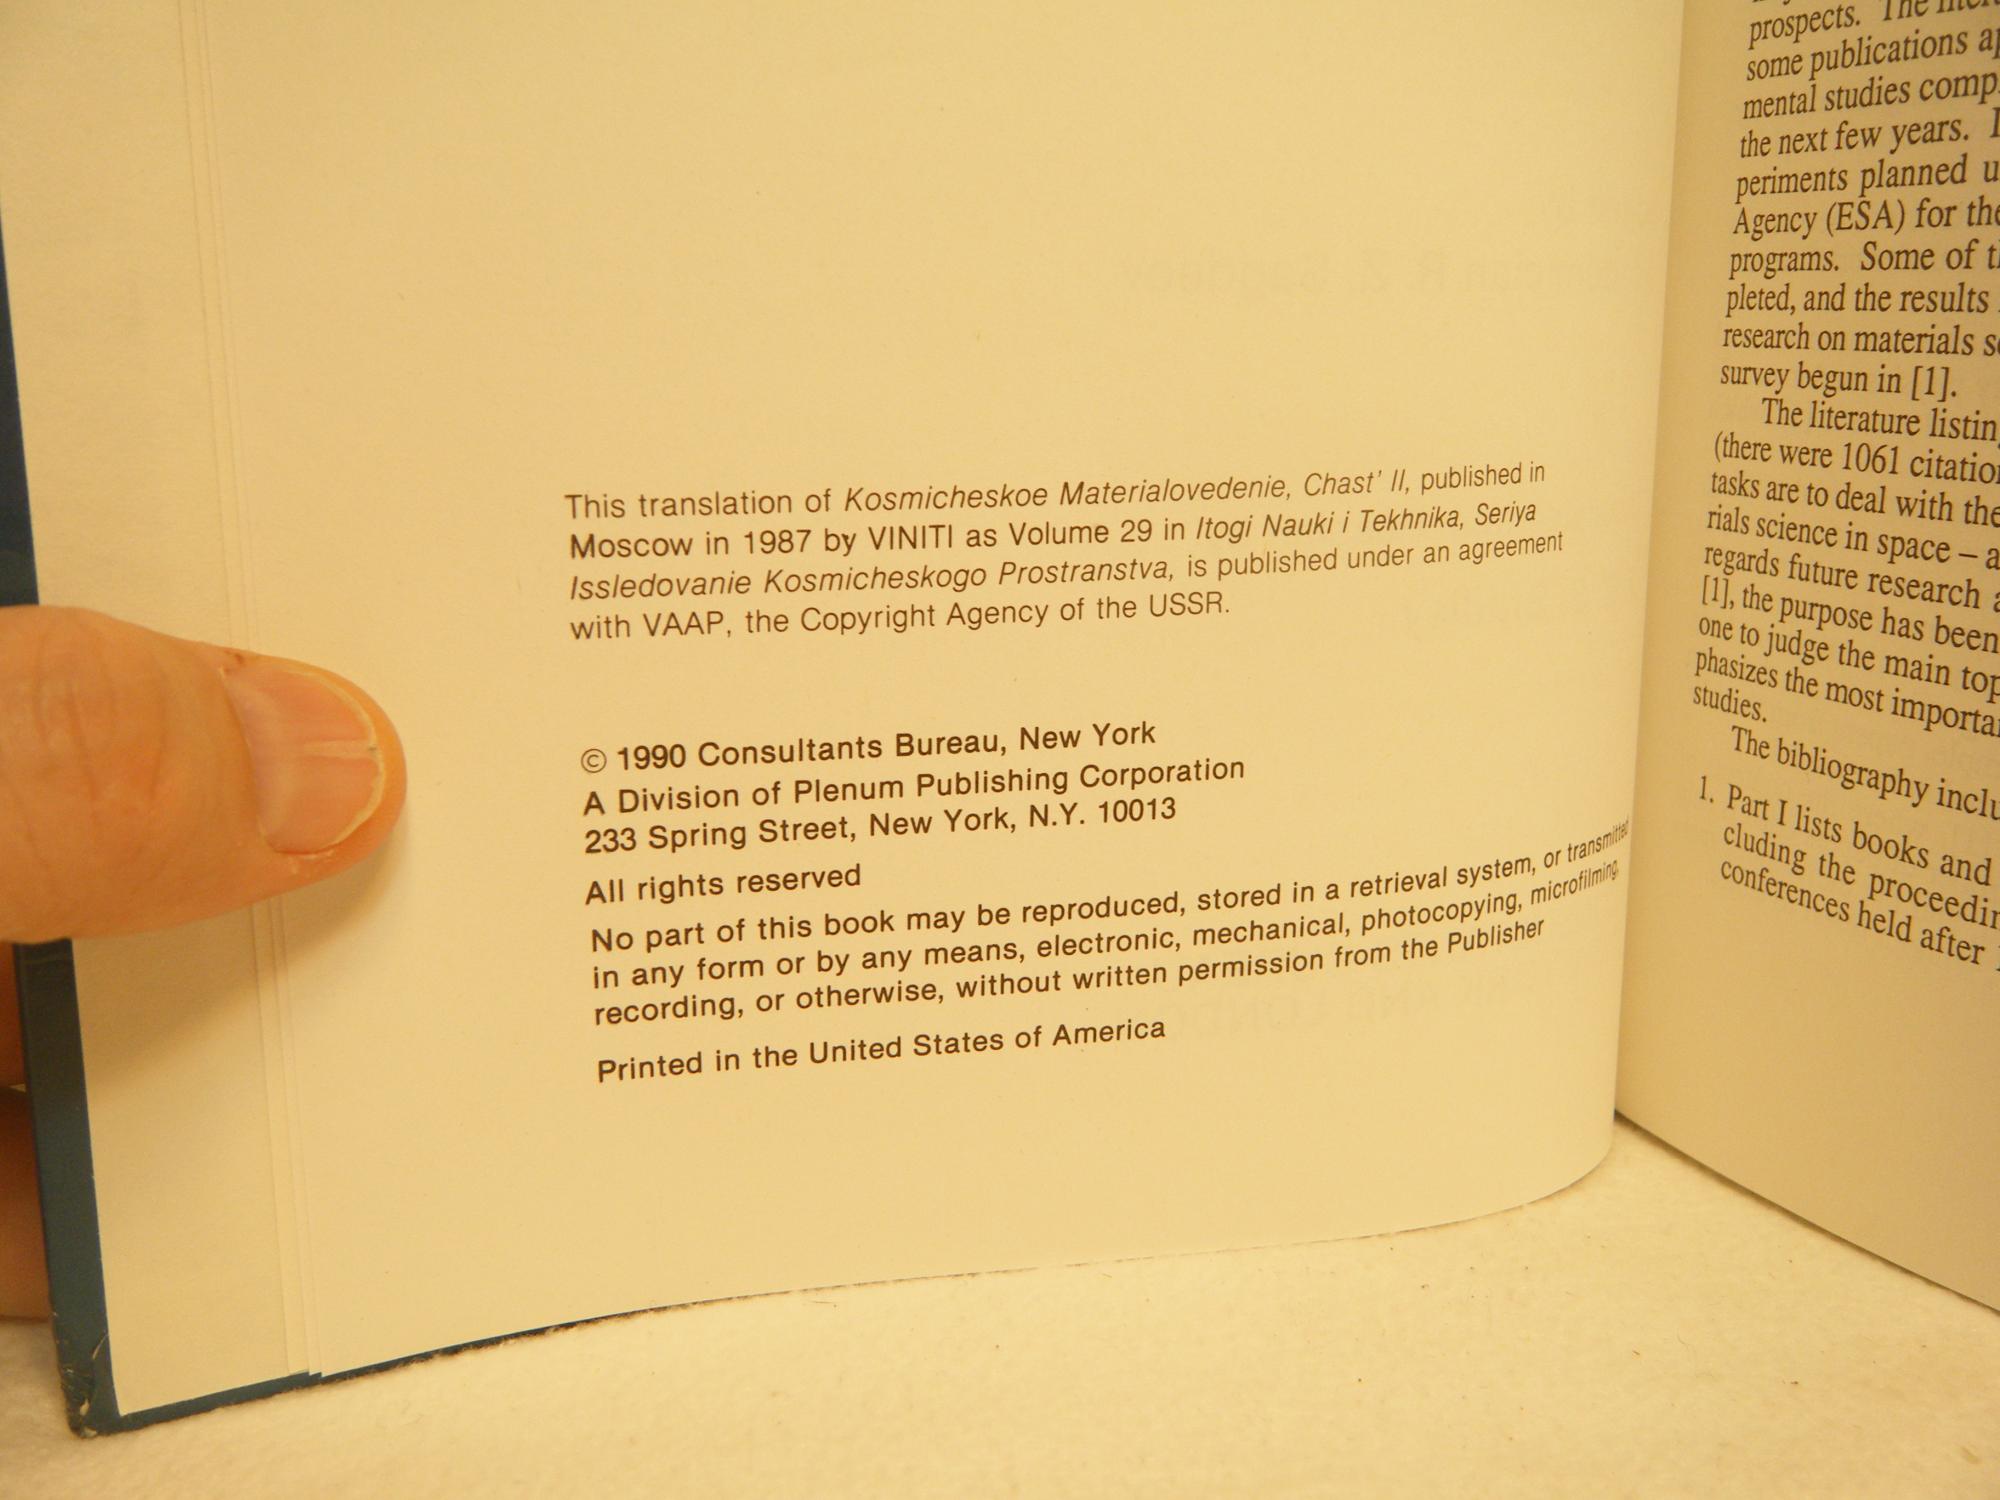 This translation of Kosmicheskoe Materialovedenie, Chast' II, published in
Moscow in 1987 by VINITI as Volume 29 in Itogi Nauki i Tekhnika, Seriya
Issledovanie Kosmicheskogo Prostranstva, is published under an agreement
with VAAP, the Copyright Agency of the USSR.
© 1990 Consultants Bureau, New York
A Division of Plenum Publishing Corporation
233 Spring Street, New York, N.Y. 10013
All rights reserved
No part of this book may be reproduced, stored in a retrieval system, or transmitted
in any form or by any means, electronic, mechanical, photocopying, microfilming,
recording, or otherwise, without written permission from the Publisher
Printed in the United States of America
prospects. The
some publications
mental studies
the next few years.
periments planned
Agency (ESA) for the
programs. Some of
pleted, and the results
research on materials
survey begun in [1].
The literature
(there were 1061
tasks are to deal with the
rials science in space – a
regards future research
[1], the purpose has been
one to judge the main
phasizes the most
studies.
The bibliography
1. Part I lists books and
cluding the
conferences held after